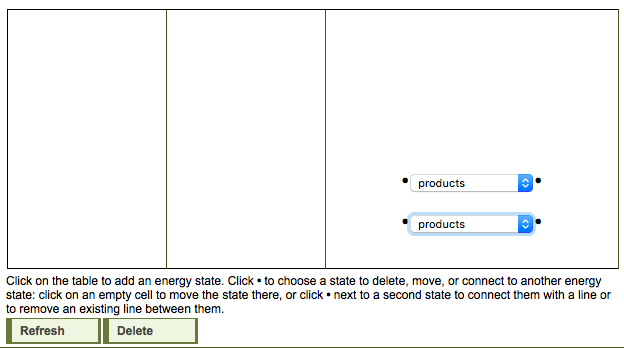 products
products
Click on the table to add an energy state. Click • to choose a state to delete, move, or connect to another energy
state: click on an empty cell to move the state there, or click • next to a second state to connect them with a line or
to remove an existing line between them.
Refresh Delete